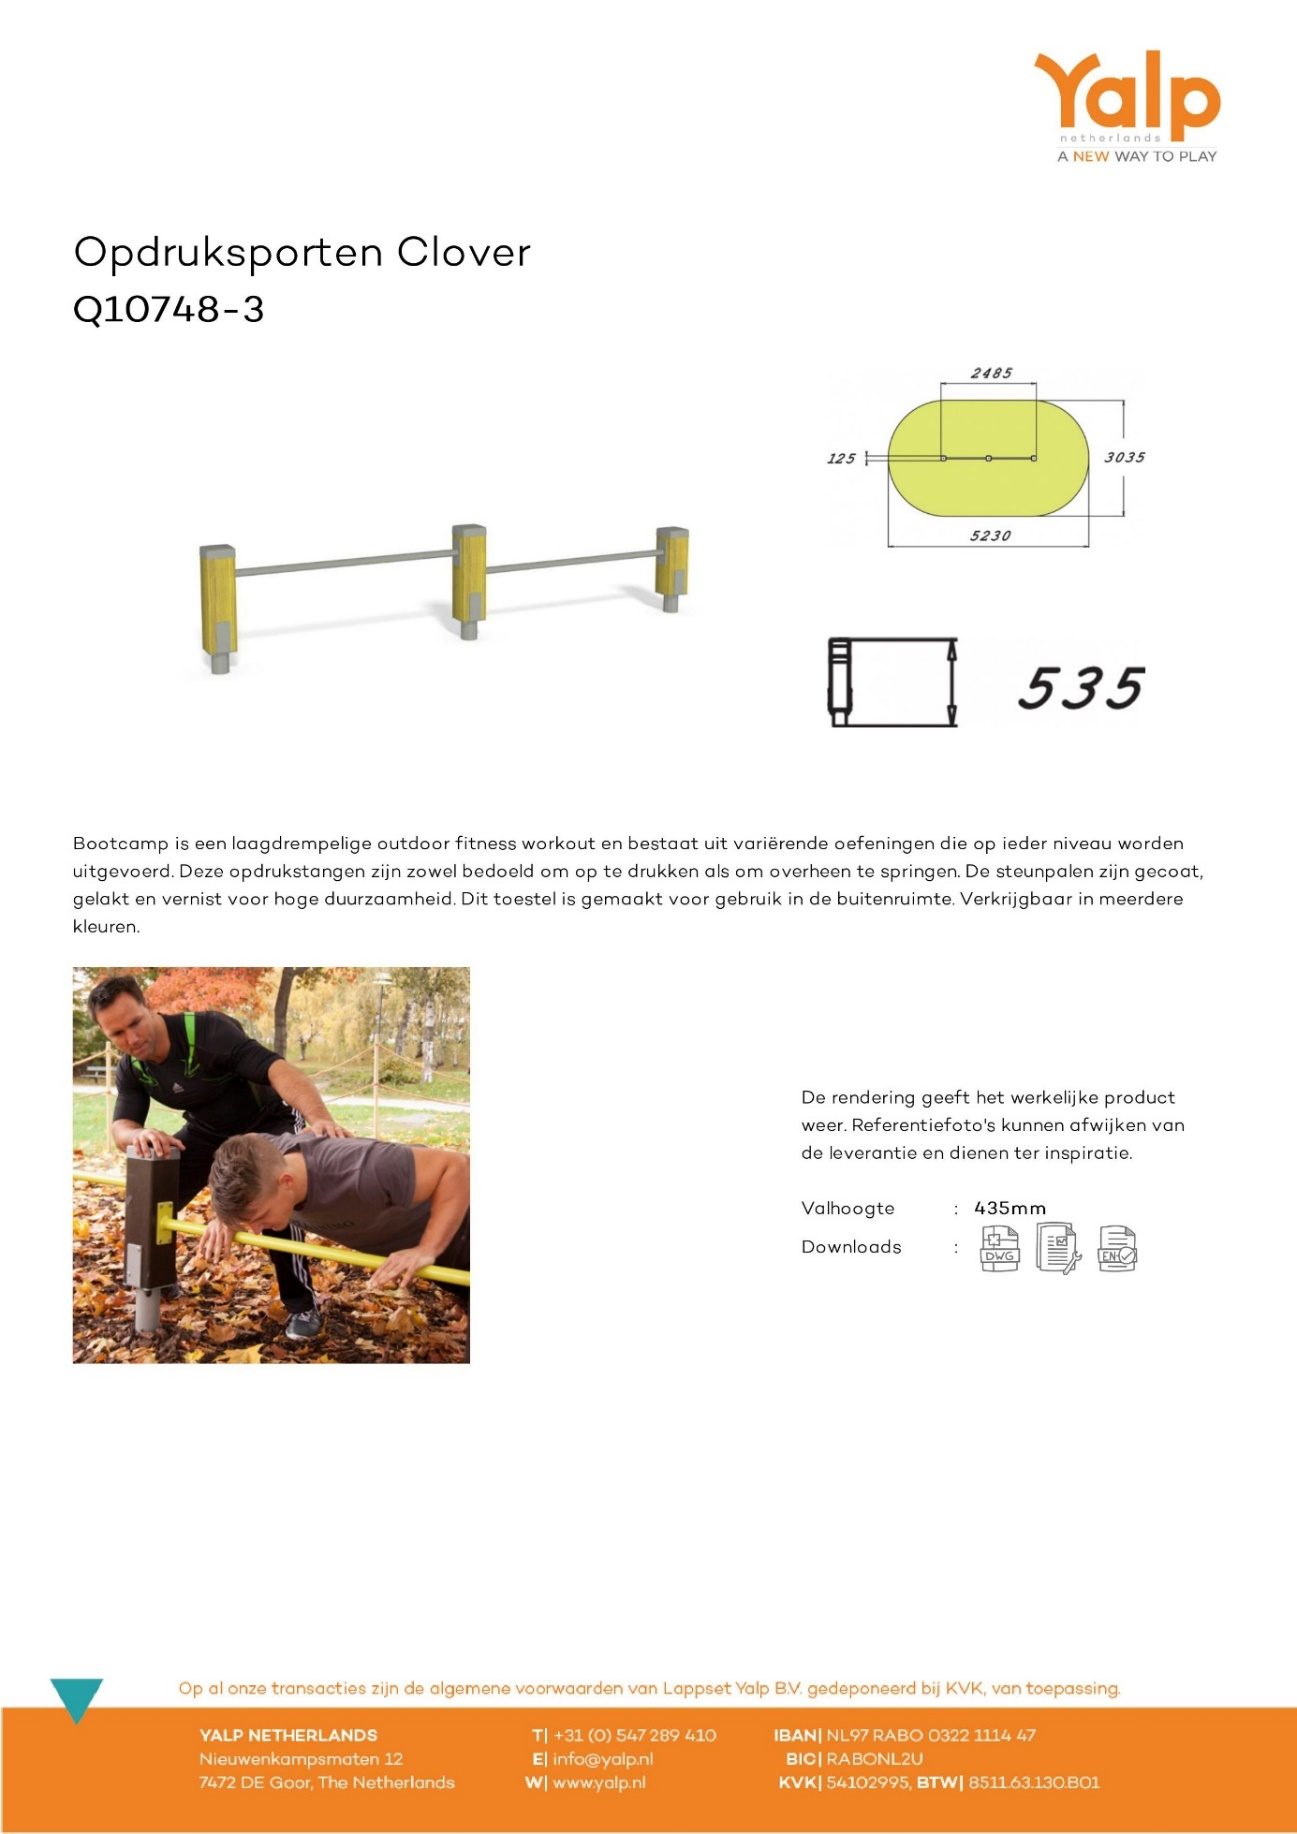 Yalp
netherlands
A NEW WAY TO PLAY
Opdruksporten Clover
Q10748-3
2485
125
3035
5230
535
Bootcamp is een laagdrempelige outdoor fitness workout en bestaat uit variërende oefeningen die op ieder niveau worden
uitgevoerd. Deze opdrukstangen zijn zowel bedoeld om op te drukken als om overheen te springen. De steunpalen zijn gecoat,
gelakt en vernist voor hoge duurzaamheid. Dit toestel is gemaakt voor gebruik in de buitenruimte. Verkrijgbaar in meerdere
kleuren.
De rendering geeft het werkelijke product
weer. Referentiefoto's kunnen afwijken van
de leverantie en dienen ter inspiratie.
Valhoogte : 435mm
Downloads : DWG EN
Op al onze transacties zijn de algemene voorwaarden van Lappset Yalp B.V. gedeponeerd bij KVK, van toepassing.
YALP NETHERLANDS
Nieuwenkampsmaten 12
7472 DE Goor, The Netherlands
T| +31 (0) 547 289 410
E| info@yalp.nl
W| www.yalp.nl
IBAN| NL97 RABO 0322 1114 47
BIC| RABONL2U
KVK| 54102995, BTW| 8511.63.130.B01